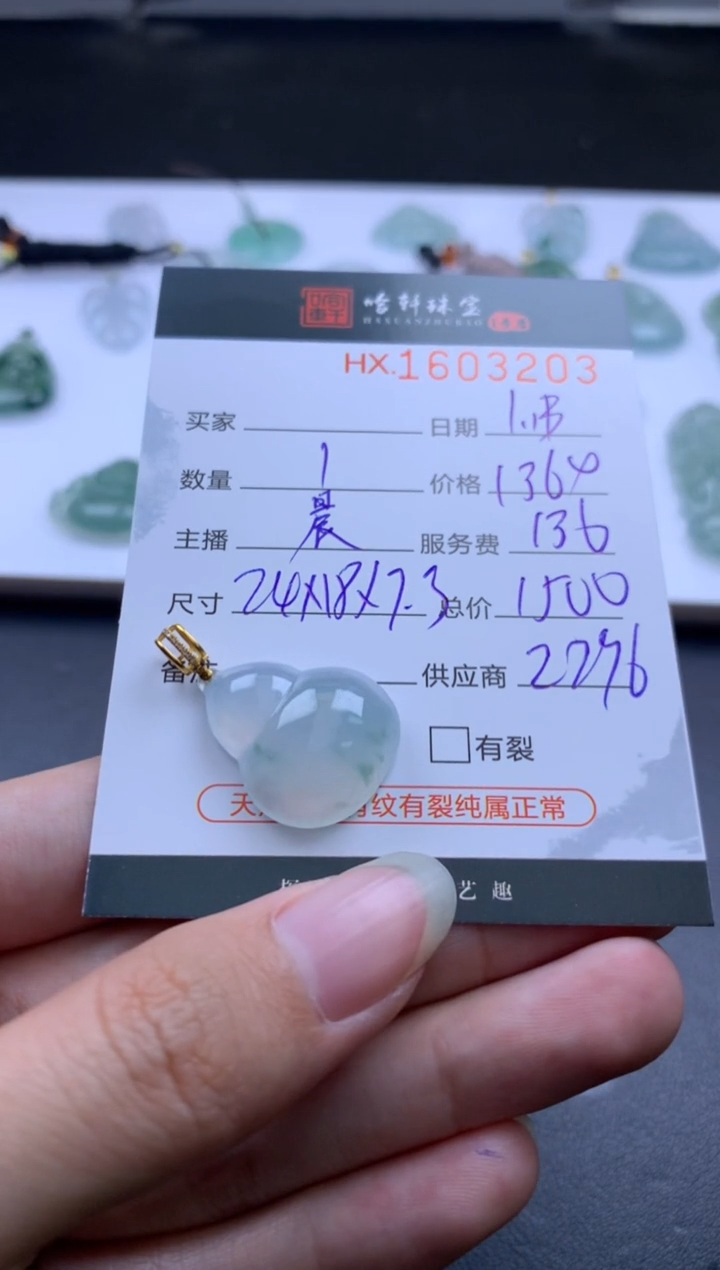 哈轩珠宝
HAXUANZHUBAO
HX.1603203
买家 日期 1.13
数量 1 价格 1364
主播 晨 服务费 136
尺寸 24x18x7.3 总价 1500
供应商 2276
有裂
纹有裂纯属正常
艺趣